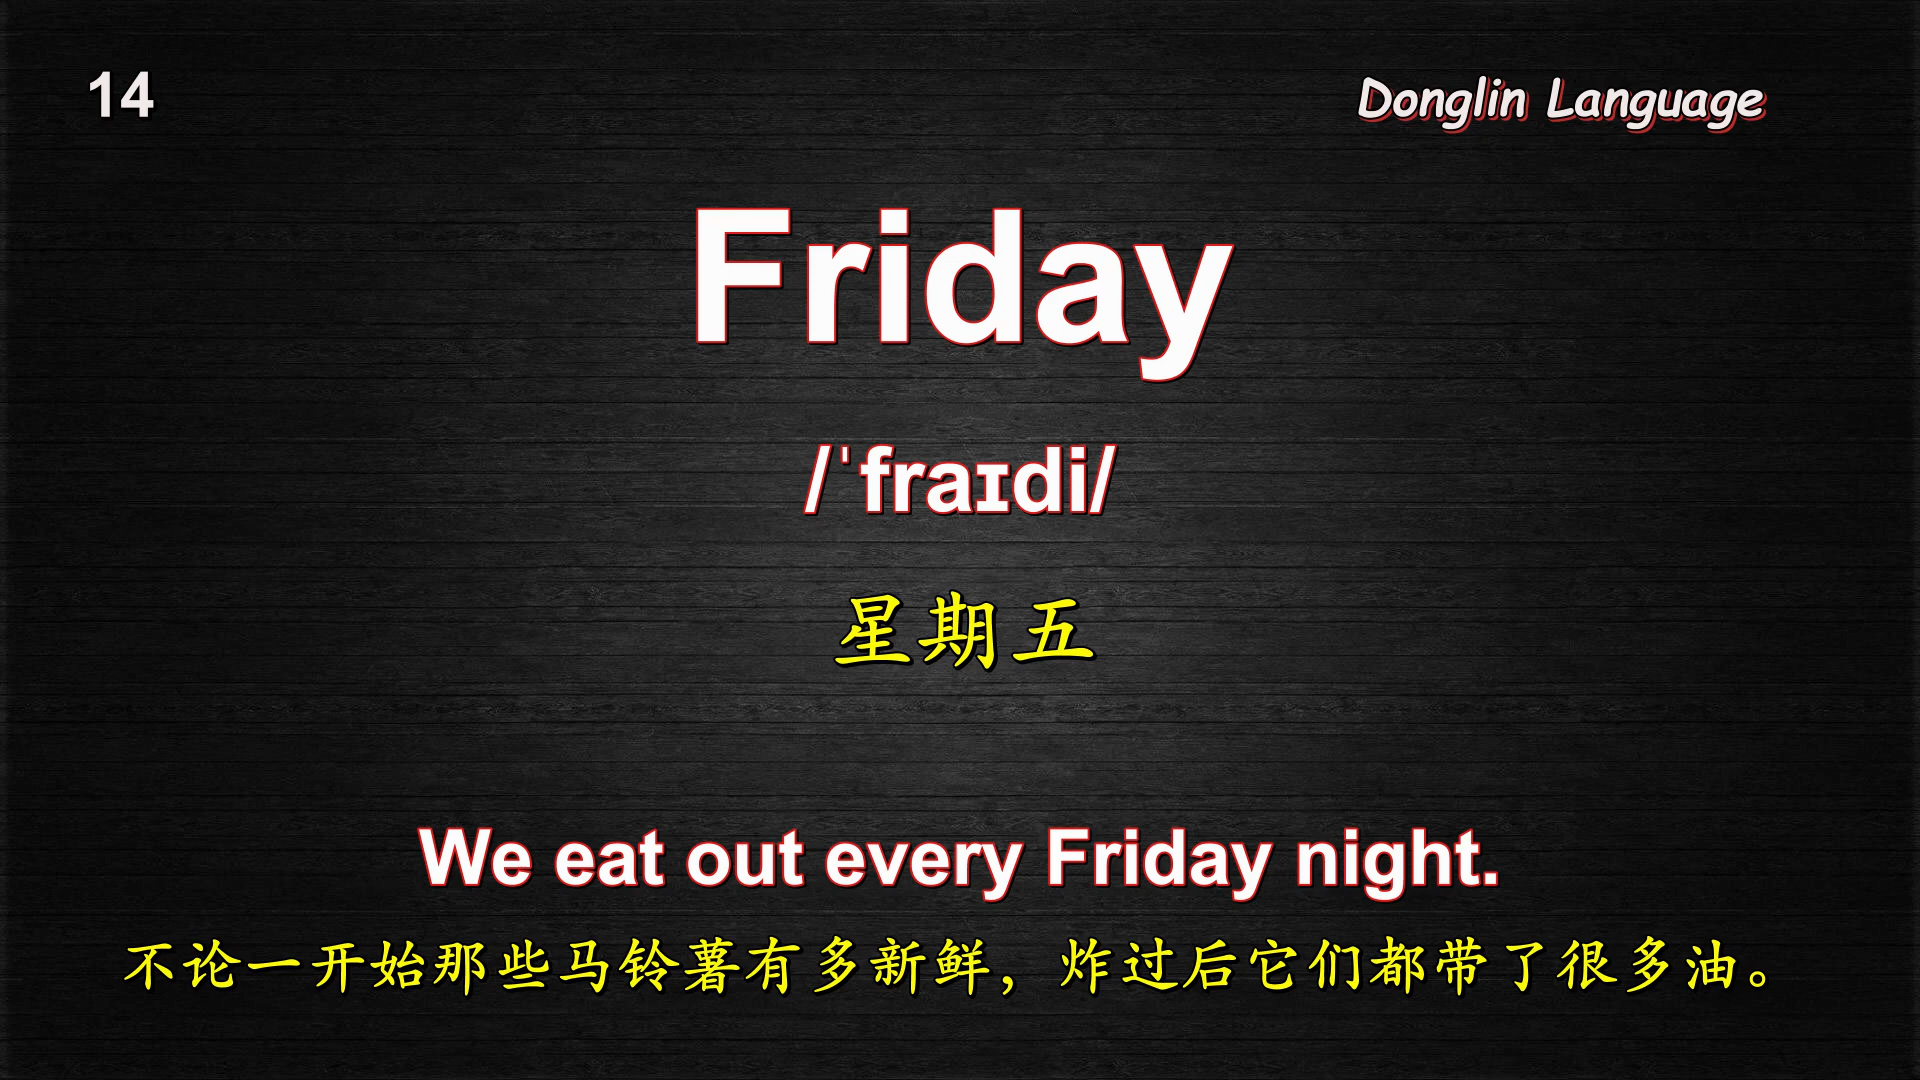 14
Donglin Language
Friday
/ˈfraɪdi/
星期五
We eat out every Friday night.
不论一开始那些马铃薯有多新鲜，炸过后它们都带了很多油。